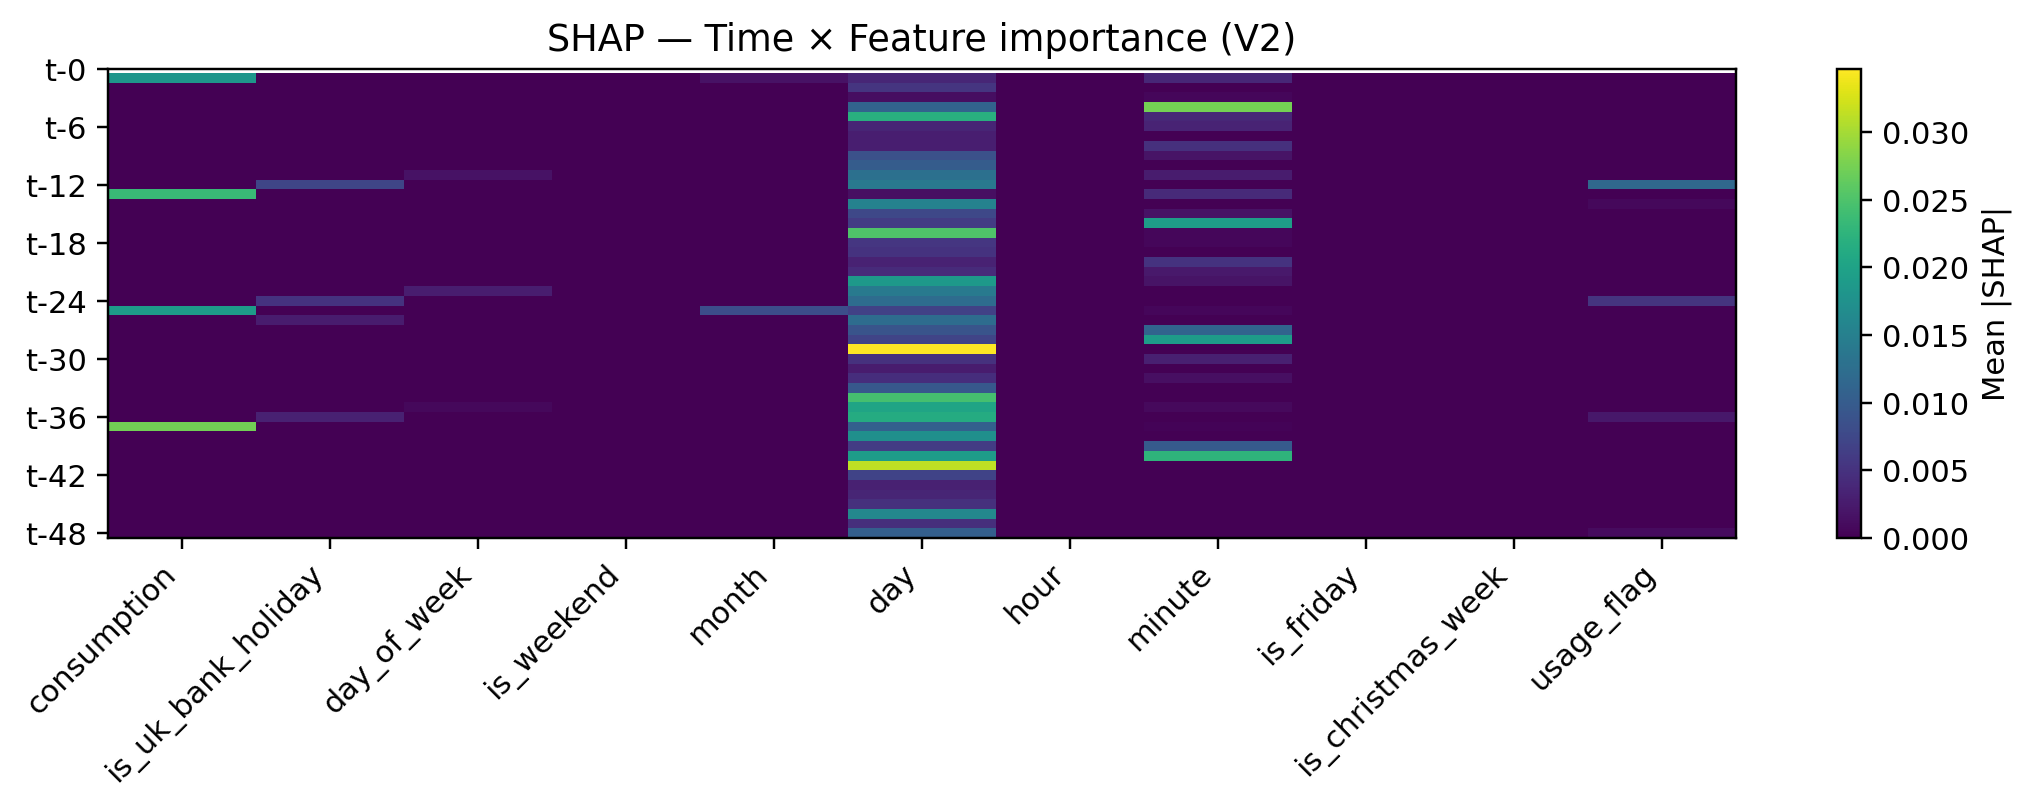 SHAP — Time × Feature importance (V2)
t-0
t-6
t-12
t-18
t-24
t-30
t-36
t-42
t-48
consumption
is_uk_bank_holiday
day_of_week
is_weekend
month
day
hour
minute
is_friday
is_christmas_week
usage_flag
0.030
0.025
0.020
0.015
0.010
0.005
0.000
Mean |SHAP|